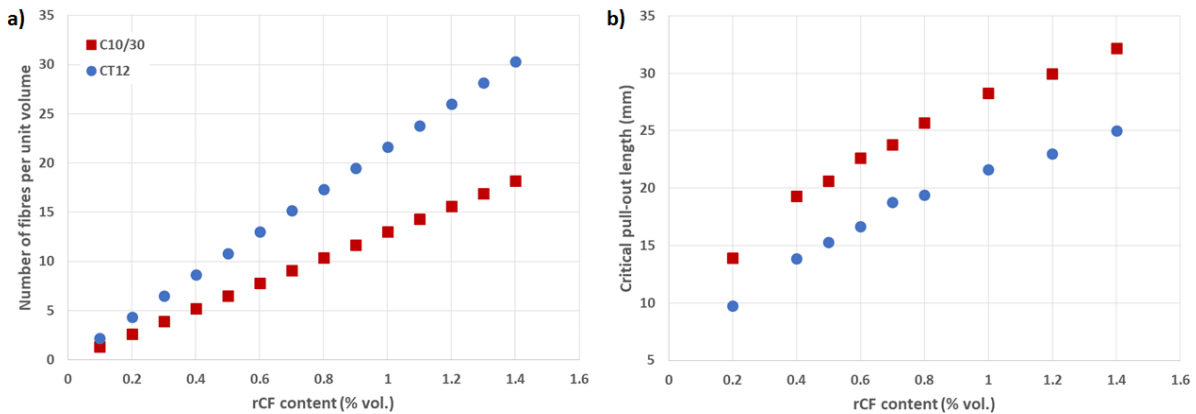 a)
35
30
25
20
15
10
5
0
Number of fibres per unit volume
C10/30
CT12
0 0.2 0.4 0.6 0.8 1 1.2 1.4 1.6
rCF content (% vol.)
b)
35
30
25
20
15
10
5
Critical pull-out length (mm)
0 0.2 0.4 0.6 0.8 1 1.2 1.4 1.6
rCF content (% vol.)